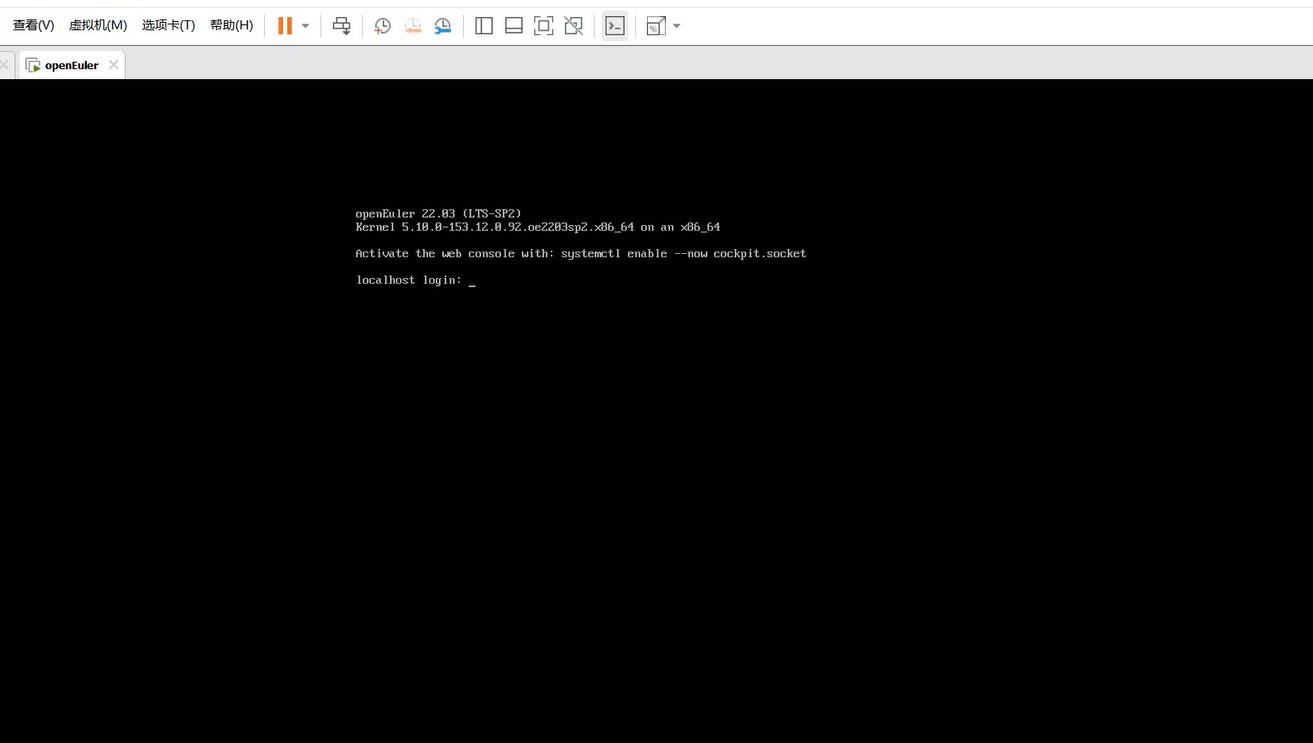 查看(V) 虚拟机(M) 选项卡(T) 帮助(H)
openEuler
openEuler 22.03 (LTS-SP2)
Kernel 5.10.0-153.12.0.92.oe2203sp2.x86_64 on an x86_64
Activate the web console with: systemctl enable --now cockpit.socket
localhost login: _